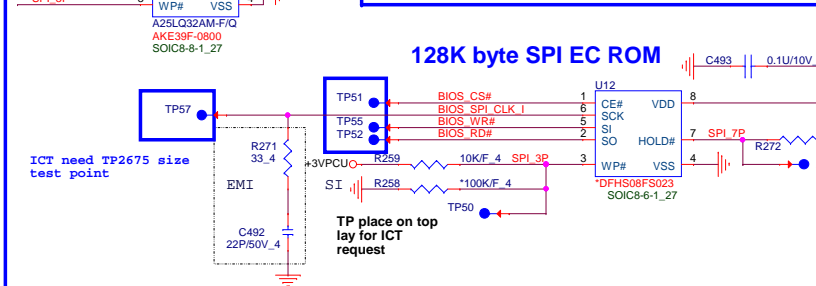 WP#
VSS
A25LQ32AM-F/Q
AKE39F-0800
SOIC8-8-1_27
128K byte SPI EC ROM
C493
0.1U/10V_
U12
TP57
TP51
BIOS_CS#
1
CE#
VDD
8
BIOS_SPI_CLK_I
6
SCK
TP55
BIOS_WR#
5
SI
TP52
BIOS_RD#
2
SO
HOLD#
7
SPI_7P
R272
ICT need TP2675 size
test point
R271
33_4
EMI
+3VPCU
R259
10K/F_4
SPI_3P
3
WP#
VSS
4
SI
R258
*100K/F_4
*DFHS08FS023
SOIC8-6-1_27
TP50
TP place on top
lay for ICT
request
C492
22P/50V_4